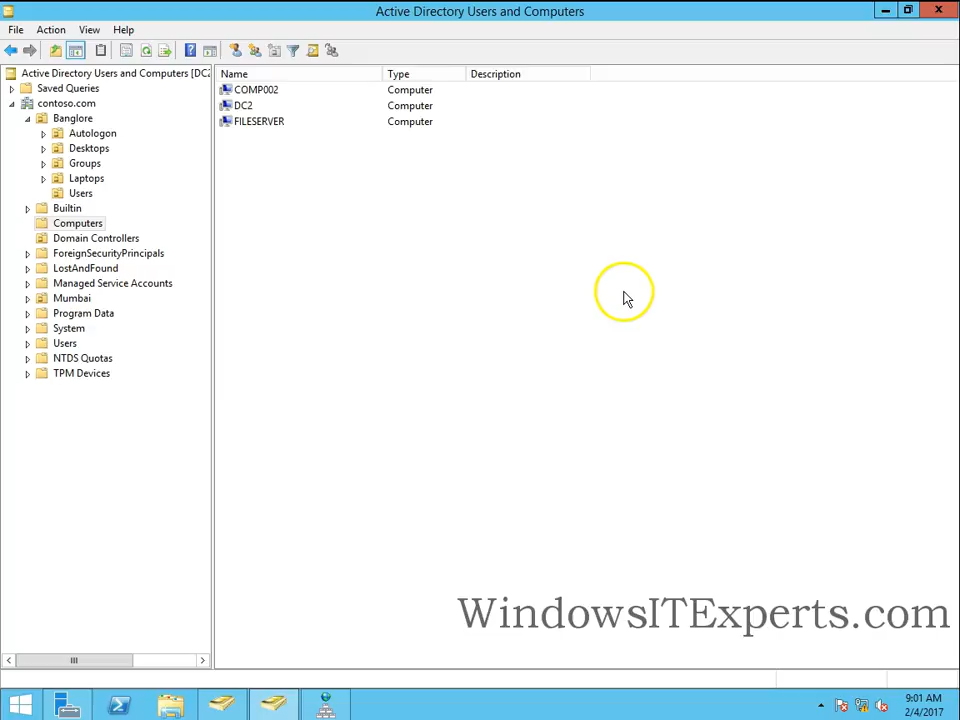 Active Directory Users and Computers
File Action View Help
Active Directory Users and Computers [DC2
Saved Queries
contoso.com
Banglore
Autologon
Desktops
Groups
Laptops
Users
Builtin
Computers
Domain Controllers
ForeignSecurityPrincipals
LostAndFound
Managed Service Accounts
Mumbai
Program Data
System
Users
NTDS Quotas
TPM Devices
Name Type Description
COMP002 Computer
DC2 Computer
FILESERVER Computer
WindowsITExperts.com
9:01 AM
2/4/2017